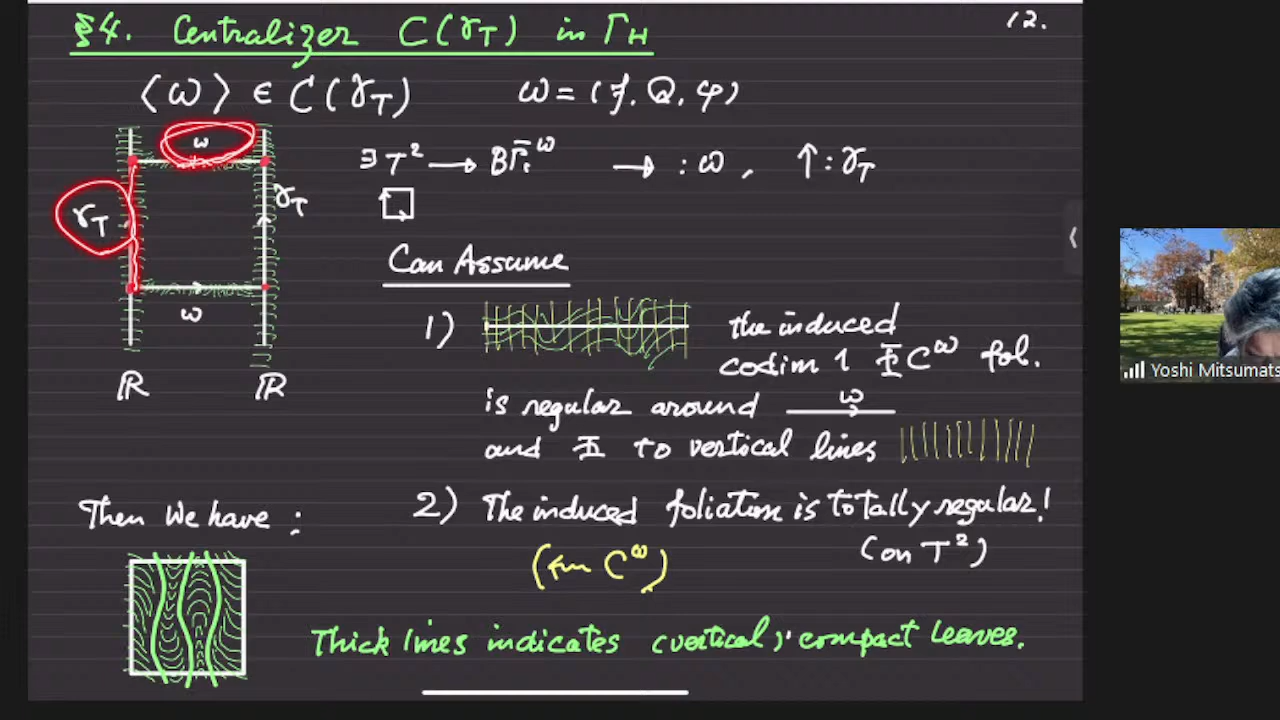 §4. Centralizer C(γ_T) in Γ_H
12.
⟨ω⟩ ∈ C(γ_T) ω = (f, Q, φ)
ω
γ_T
γ_T
ω
ℝ ℝ
∃ T² → BΓ̄₁^ω → : ω, ↑ : γ_T
Can Assume
1) the induced
codim 1 C^ω fol.
is regular around ω
and to vertical lines
2) The induced foliation is totally regular!
(on T²)
C^ω)
Then we have :
Thick lines indicates (vertical) compact leaves.
Yoshi Mitsumats